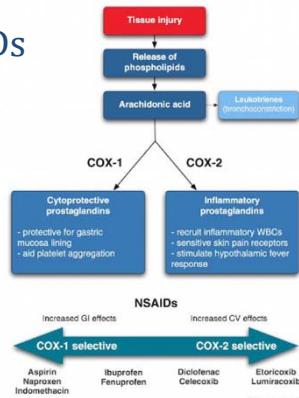 Ds
Tissue injury
Release of
phospholipids
Arachidonic acid
Leukotrienes
(bronchoconstriction)
COX-1
COX-2
Cytoprotective
prostaglandins
- protective for gastric
mucosa lining
- aid platelet aggregation
Inflammatory
prostaglandins
- recruit inflammatory WBCs
- sensitive skin pain receptors
- stimulate hypothalamic fever
response
NSAIDs
Increased GI effects
Increased CV effects
COX-1 selective
COX-2 selective
Aspirin
Naproxen
Indomethacin
Ibuprofen
Fenuprofen
Diclofenac
Celecoxib
Etoricoxib
Lumiracoxib